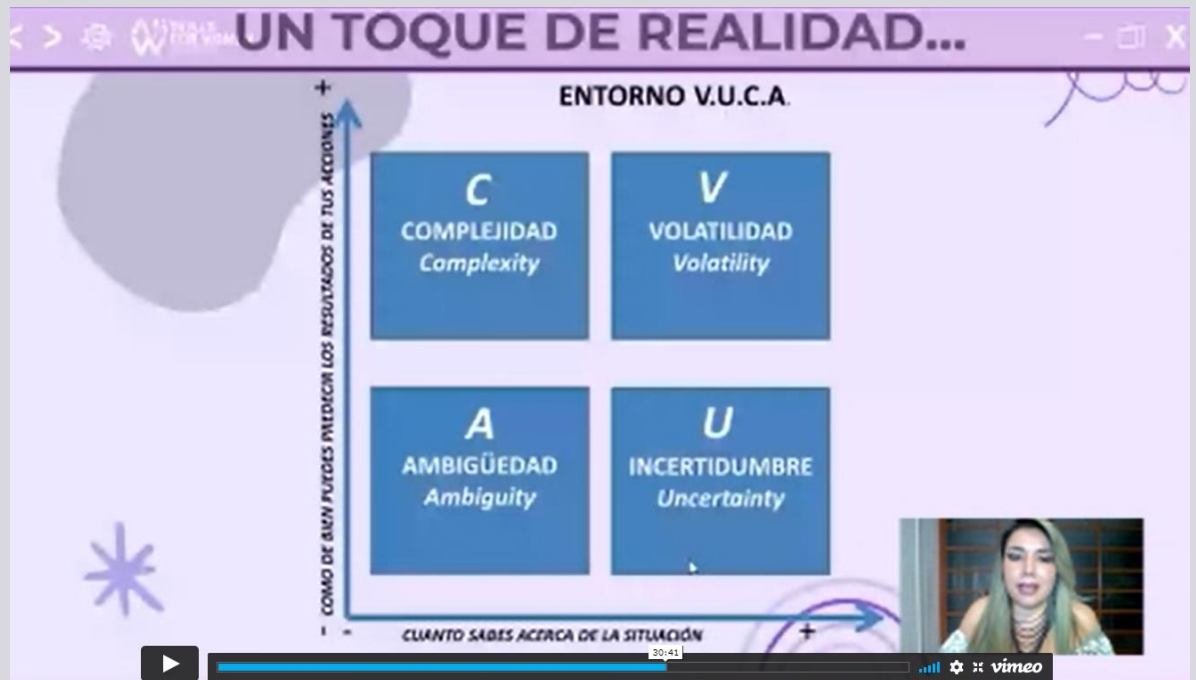 UN TOQUE DE REALIDAD...
ENTORNO V.U.C.A.
+
COMO DE BIEN PUEDES PREDECIR LOS RESULTADOS DE TUS ACCIONES
C
COMPLEJIDAD
Complexity
V
VOLATILIDAD
Volatility
A
AMBIGÜEDAD
Ambiguity
U
INCERTIDUMBRE
Uncertainty
- -
CUANTO SABES ACERCA DE LA SITUACIÓN
+
30:41
vimeo